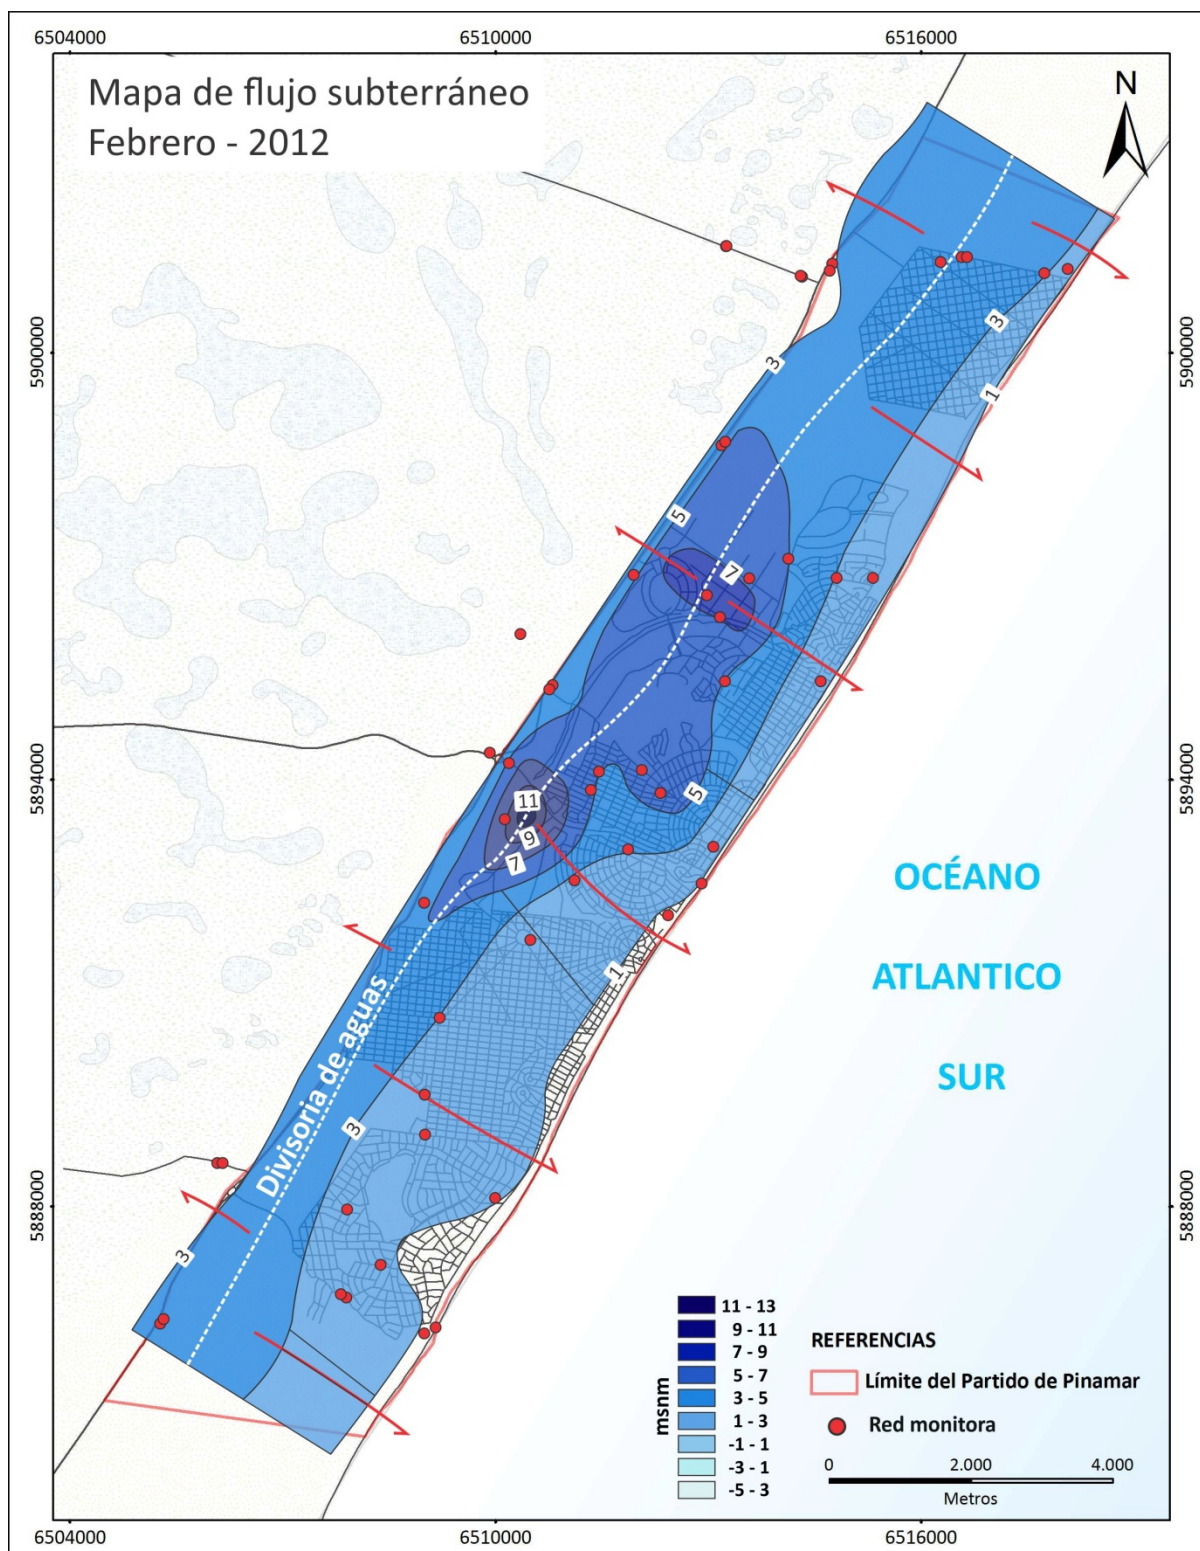 6504000
6510000
6516000
Mapa de flujo subterráneo
Febrero - 2012
N
5900000
5900000
3
3
1
5
7
5894000
5894000
5
11
9
7
OCÉANO
ATLANTICO
SUR
1
Divisoria de aguas
3
5888000
5888000
3
msnm
11 - 13
9 - 11
7 - 9
5 - 7
3 - 5
1 - 3
-1 - 1
-3 - 1
-5 - 3
REFERENCIAS
Límite del Partido de Pinamar
Red monitora
0
2.000
4.000
Metros
6504000
6510000
6516000